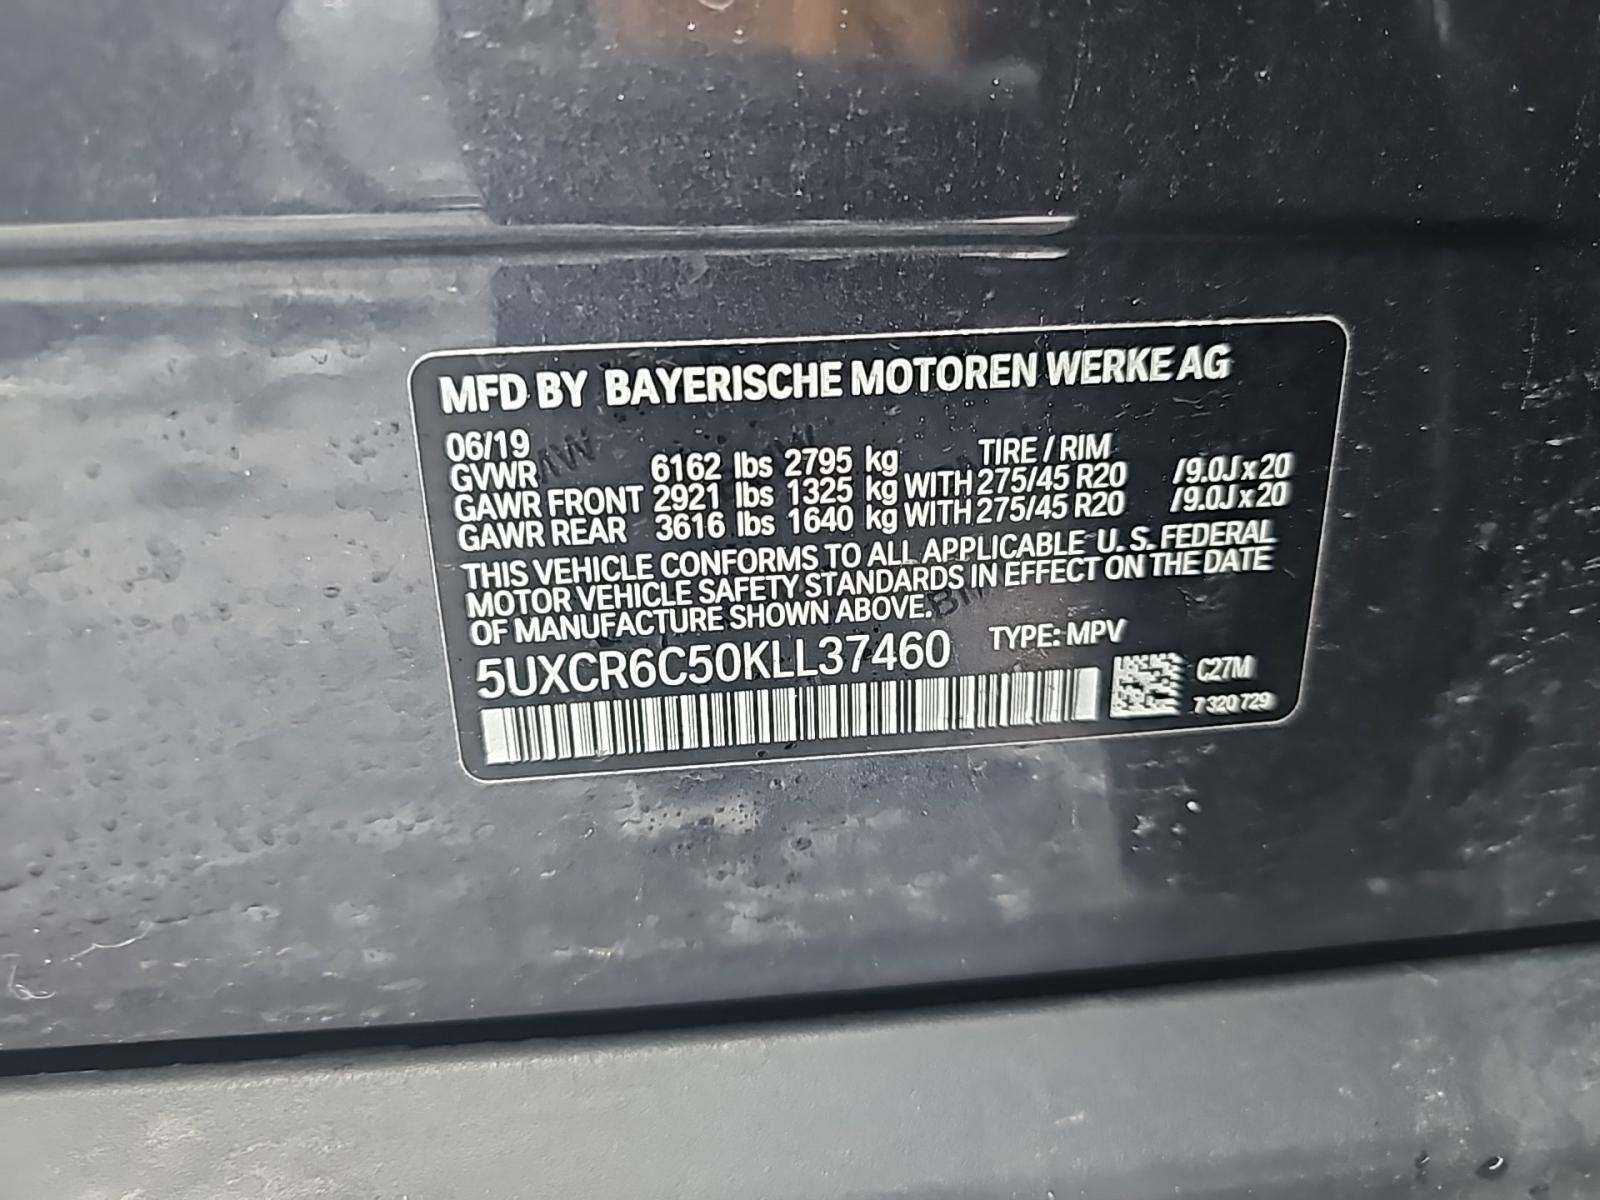 MFD BY BAYERISCHE MOTOREN WERKE AG
06/19 TIRE / RIM
GVWR 6162 lbs 2795 kg
GAWR FRONT 2921 lbs 1325 kg WITH 275/45 R20 /9.0J x 20
GAWR REAR 3616 lbs 1640 kg WITH 275/45 R20 /9.0J x 20
THIS VEHICLE CONFORMS TO ALL APPLICABLE U. S. FEDERAL
MOTOR VEHICLE SAFETY STANDARDS IN EFFECT ON THE DATE
OF MANUFACTURE SHOWN ABOVE.
5UXCR6C50KLL37460 TYPE: MPV
C27M
7 320 729